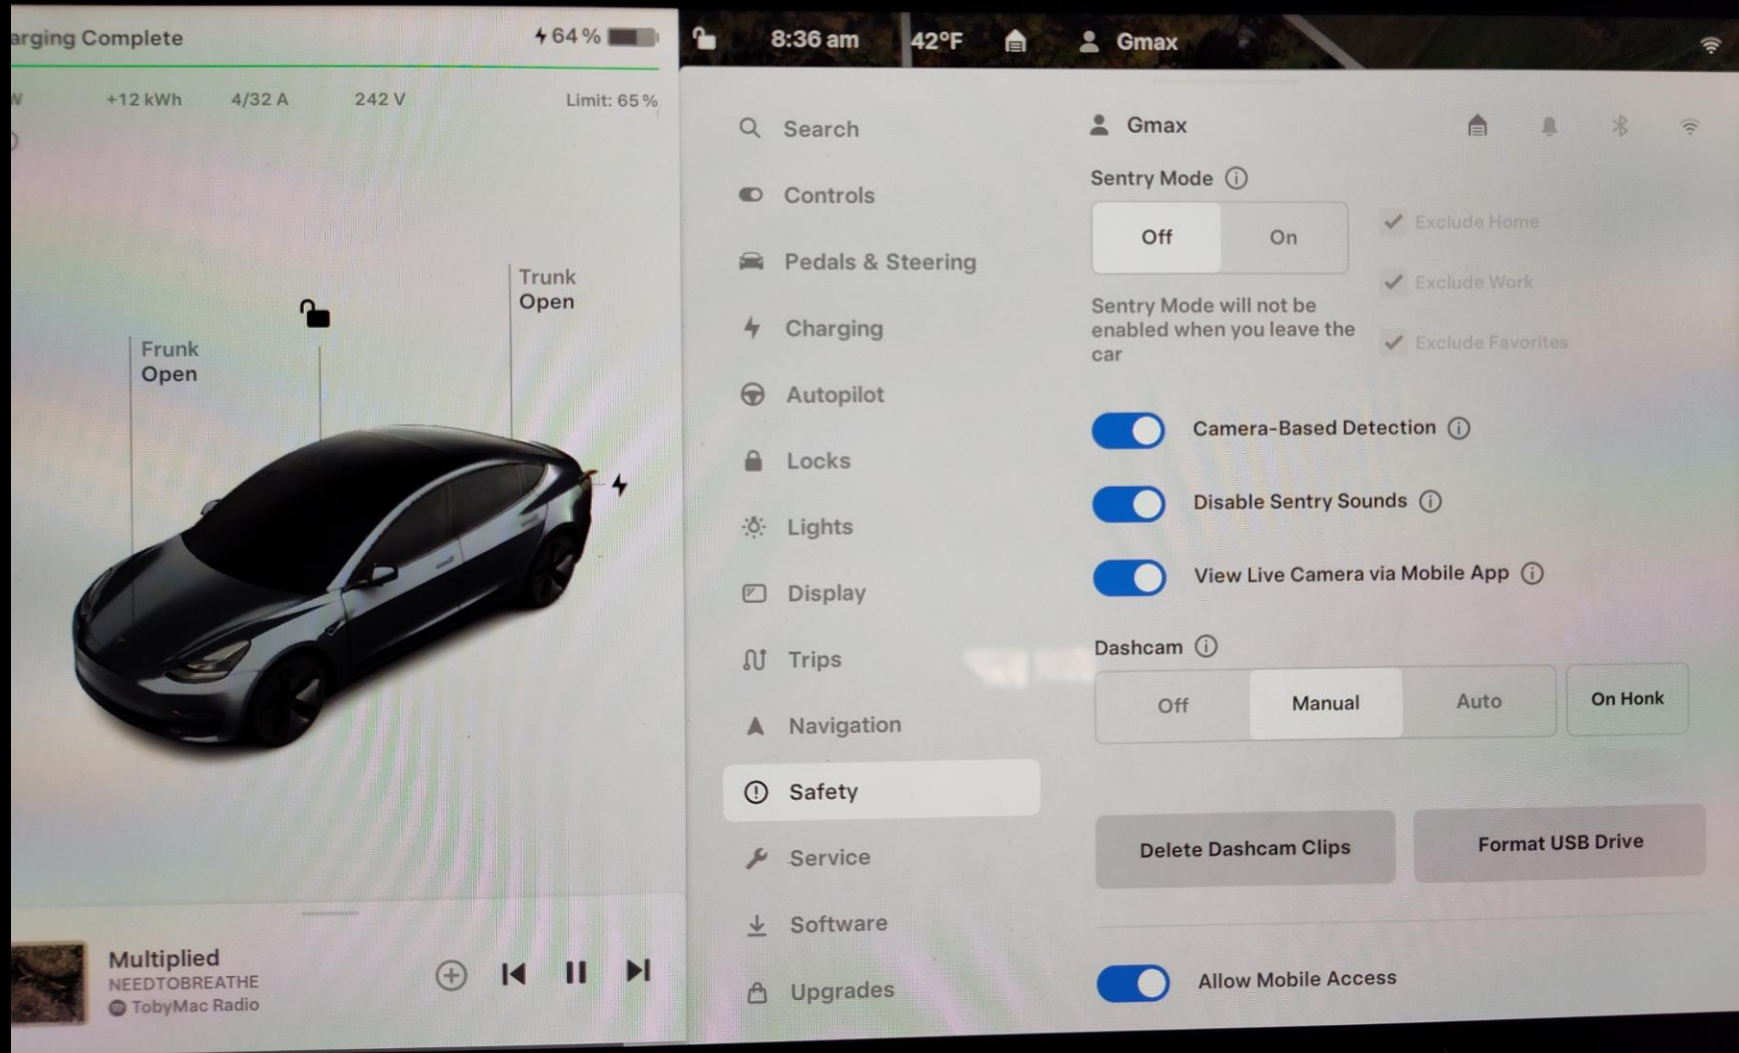 arging Complete
64%
+12 kWh
4/32 A
242 V
Limit: 65%
Frunk
Open
Trunk
Open
Multiplied
NEEDTOBREATHE
TobyMac Radio
8:36 am
42°F
Gmax
Search
Controls
Pedals & Steering
Charging
Autopilot
Locks
Lights
Display
Trips
Navigation
Safety
Service
Software
Upgrades
Gmax
Sentry Mode
Off
On
Exclude Home
Exclude Work
Exclude Favorites
Sentry Mode will not be
enabled when you leave the
car
Camera-Based Detection
Disable Sentry Sounds
View Live Camera via Mobile App
Dashcam
Off
Manual
Auto
On Honk
Delete Dashcam Clips
Format USB Drive
Allow Mobile Access